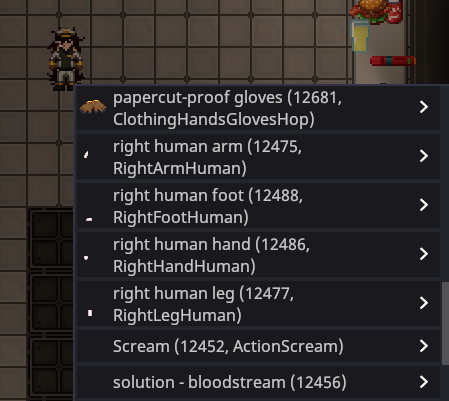 papercut-proof gloves (12681,
ClothingHandsGlovesHop)
right human arm (12475,
RightArmHuman)
right human foot (12488,
RightFootHuman)
right human hand (12486,
RightHandHuman)
right human leg (12477,
RightLegHuman)
Scream (12452, ActionScream)
solution - bloodstream (12456)